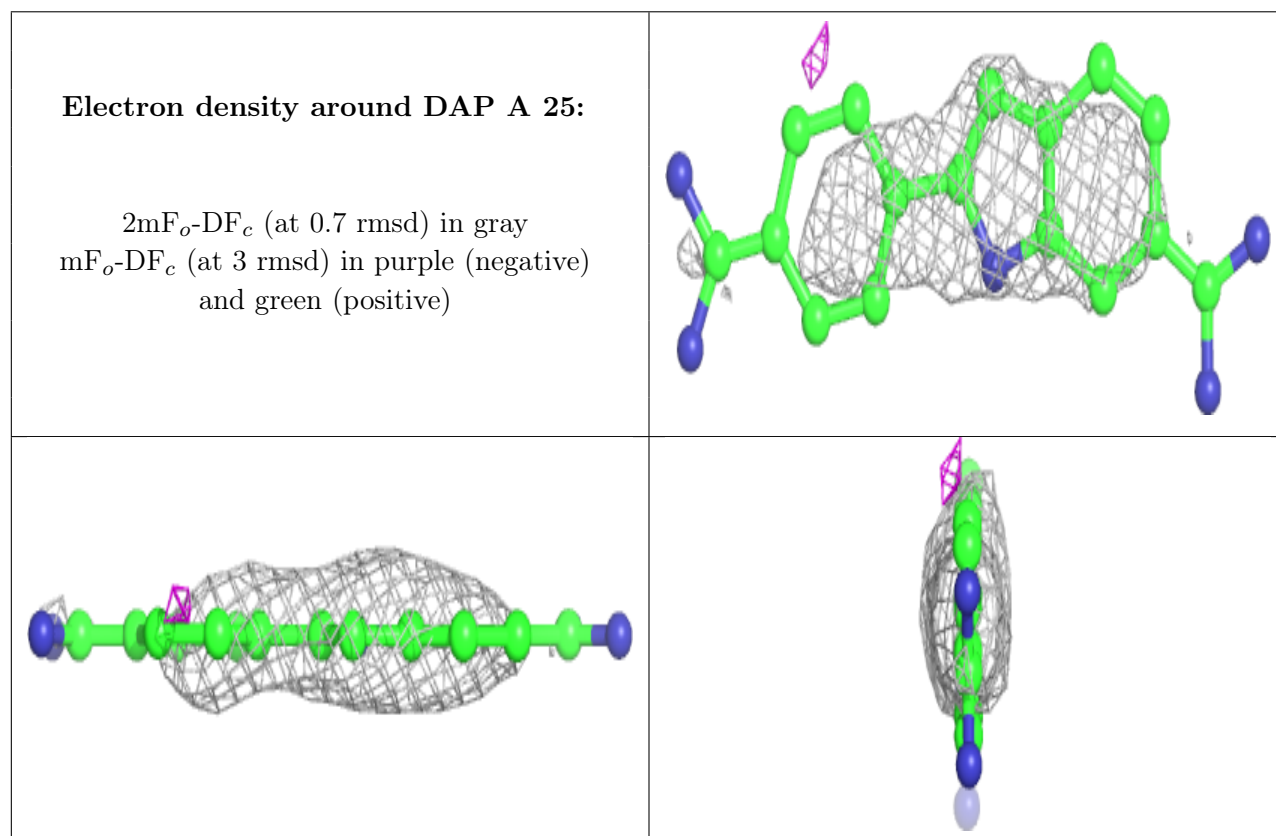 Electron density around DAP A 25:
2mFo-DFc (at 0.7 rmsd) in gray
mFo-DFc (at 3 rmsd) in purple (negative)
and green (positive)